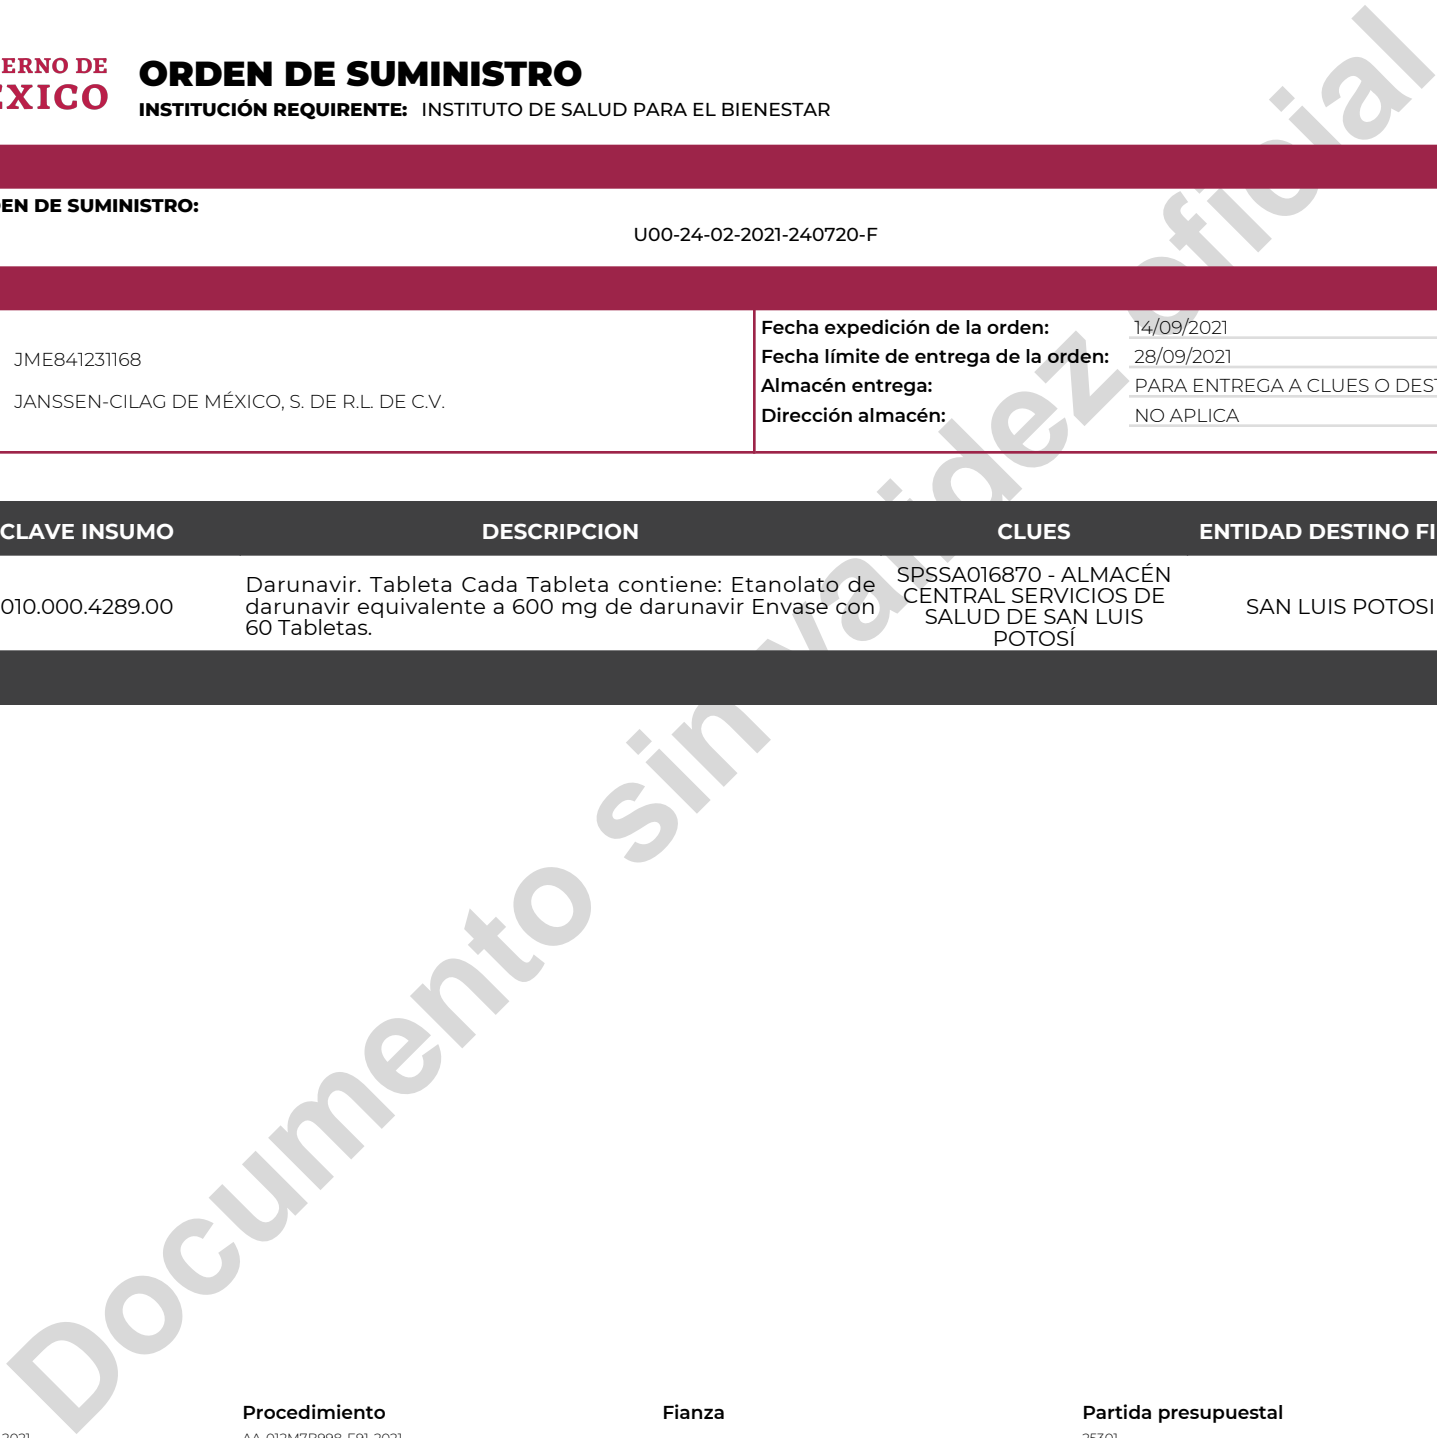 ERNO DE
ÉXICO
ORDEN DE SUMINISTRO
INSTITUCIÓN REQUIRENTE: INSTITUTO DE SALUD PARA EL BIENESTAR
EN DE SUMINISTRO:
U00-24-02-2021-240720-F
JME841231168
JANSSEN-CILAG DE MÉXICO, S. DE R.L. DE C.V.
Fecha expedición de la orden: 14/09/2021
Fecha límite de entrega de la orden: 28/09/2021
Almacén entrega: PARA ENTREGA A CLUES O DEST
Dirección almacén: NO APLICA
CLAVE INSUMO DESCRIPCION CLUES ENTIDAD DESTINO FI
010.000.4289.00
Darunavir. Tableta Cada Tableta contiene: Etanolato de
darunavir equivalente a 600 mg de darunavir Envase con
60 Tabletas.
SPSSA016870 - ALMACÉN
CENTRAL SERVICIOS DE
SALUD DE SAN LUIS
POTOSÍ
SAN LUIS POTOSI
Documento sin validez oficial
Procedimiento Fianza Partida presupuestal